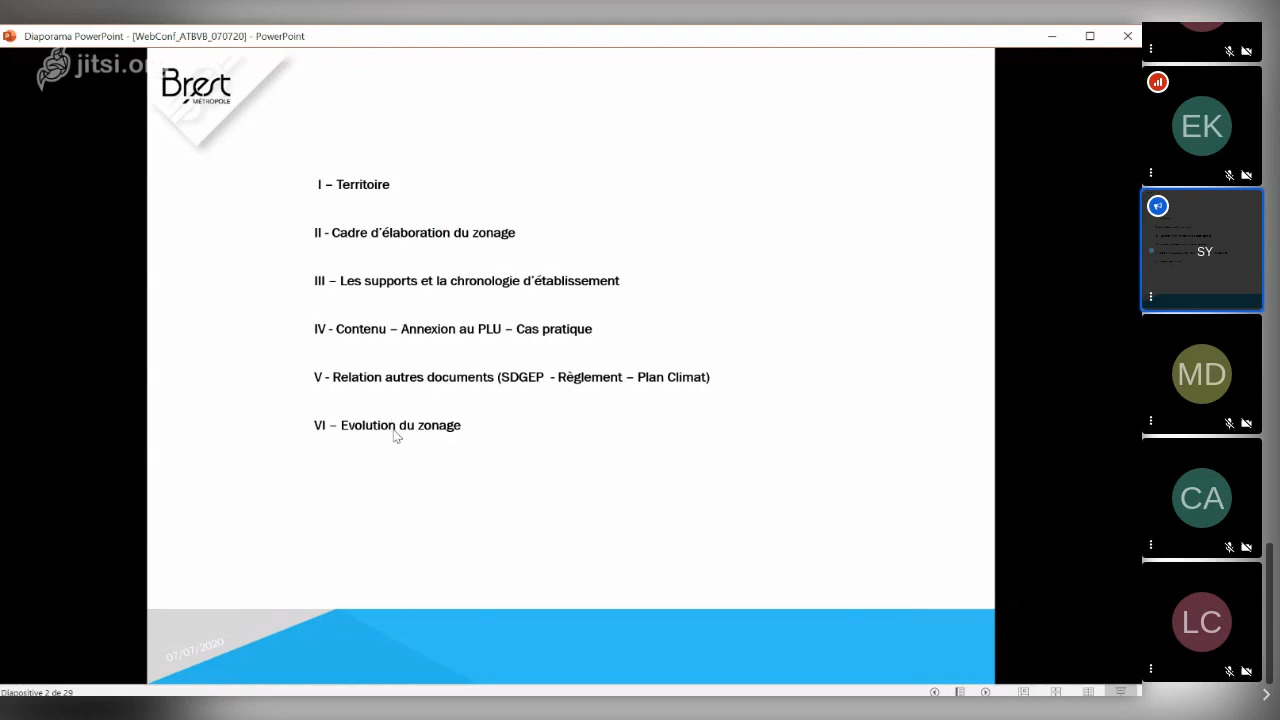 Diaporama PowerPoint - [WebConf_ATBVB_070720] - PowerPoint
jitsi.or
Brest
MÉTROPOLE
I – Territoire
II - Cadre d'élaboration du zonage
III – Les supports et la chronologie d'établissement
IV - Contenu – Annexion au PLU – Cas pratique
V - Relation autres documents (SDGEP - Règlement – Plan Climat)
VI – Evolution du zonage
07/07/2020
Diapositive 2 de 29
EK
SY
MD
CA
LC